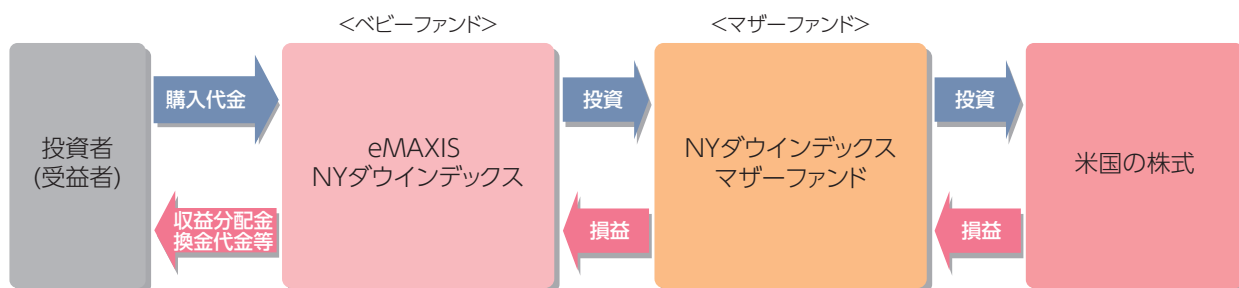 <ベビーファンド>
<マザーファンド>
投資者
(受益者)
購入代金
収益分配金
換金代金等
eMAXIS
NYダウインデックス
投資
損益
NYダウインデックス
マザーファンド
投資
損益
米国の株式